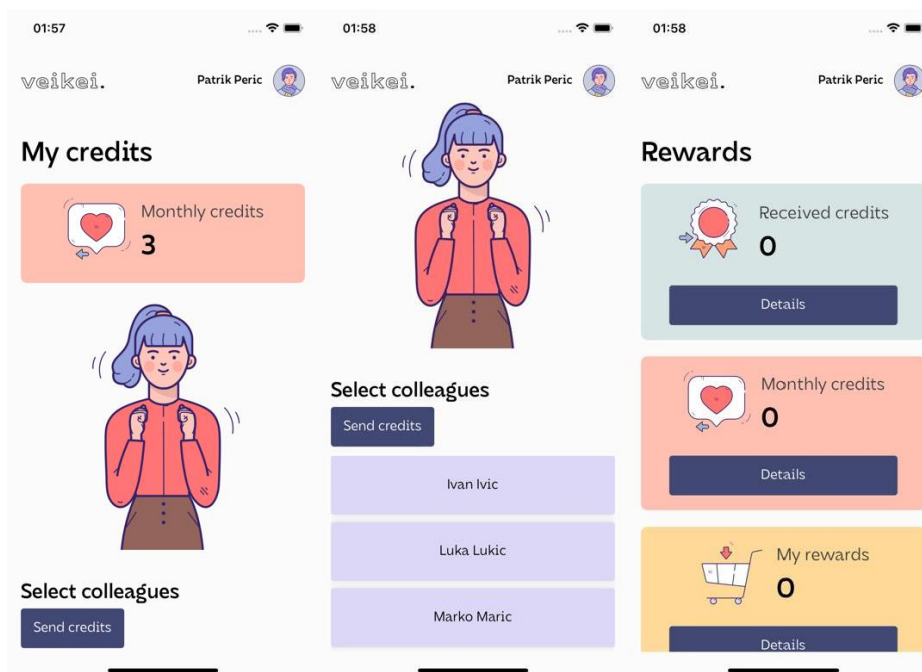 01:57
veikei.
Patrik Peric
My credits
Monthly credits
3
Select colleagues
Send credits
01:58
veikei.
Patrik Peric
Select colleagues
Send credits
Ivan Ivic
Luka Lukic
Marko Maric
01:58
veikei.
Patrik Peric
Rewards
Received credits
0
Details
Monthly credits
0
Details
My rewards
0
Details